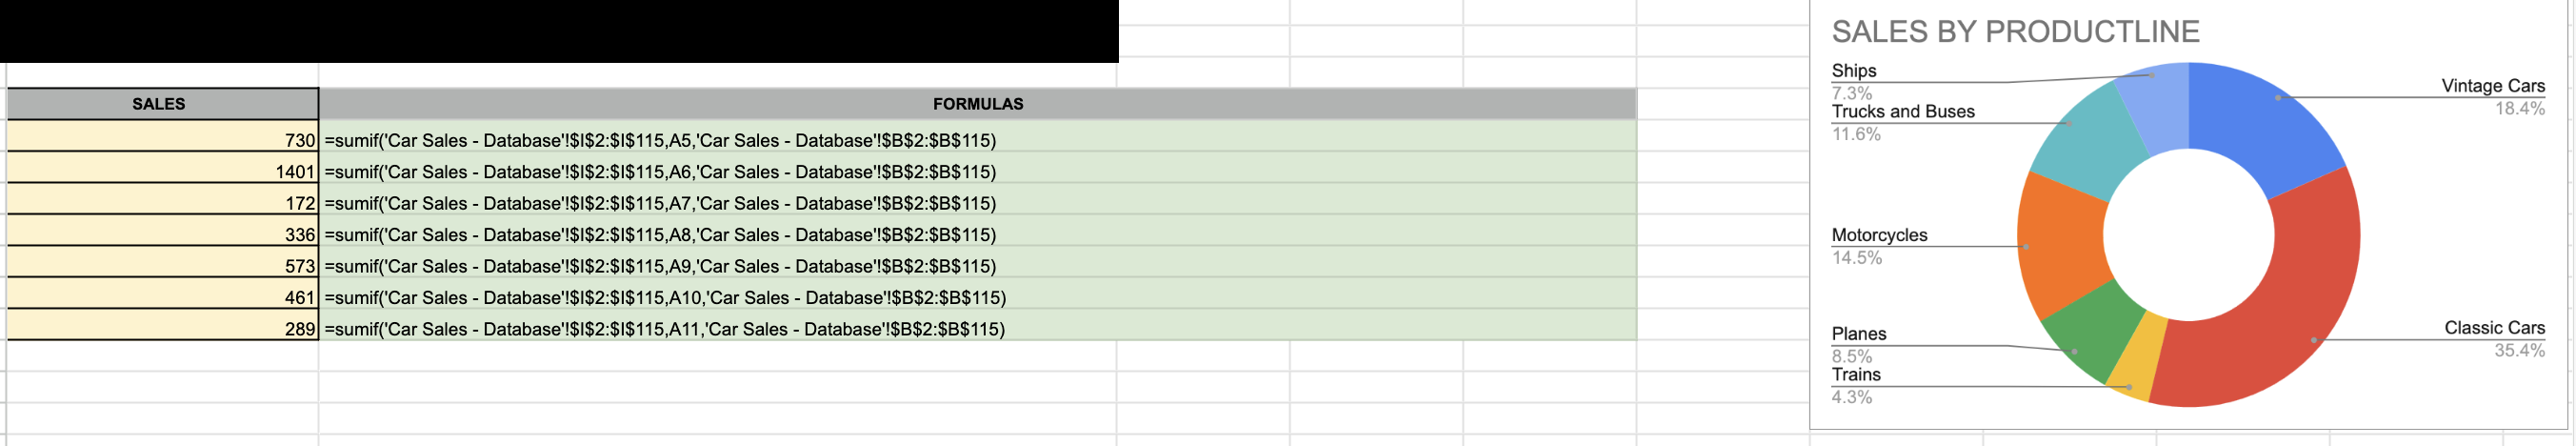 SALES FORMULAS
730 =sumif('Car Sales - Database'!$I$2:$I$115,A5,'Car Sales - Database'!$B$2:$B$115)
1401 =sumif('Car Sales - Database'!$I$2:$I$115,A6,'Car Sales - Database'!$B$2:$B$115)
172 =sumif('Car Sales - Database'!$I$2:$I$115,A7,'Car Sales - Database'!$B$2:$B$115)
336 =sumif('Car Sales - Database'!$I$2:$I$115,A8,'Car Sales - Database'!$B$2:$B$115)
573 =sumif('Car Sales - Database'!$I$2:$I$115,A9,'Car Sales - Database'!$B$2:$B$115)
461 =sumif('Car Sales - Database'!$I$2:$I$115,A10,'Car Sales - Database'!$B$2:$B$115)
289 =sumif('Car Sales - Database'!$I$2:$I$115,A11,'Car Sales - Database'!$B$2:$B$115)
SALES BY PRODUCTLINE
Ships
7.3%
Trucks and Buses
11.6%
Motorcycles
14.5%
Planes
8.5%
Trains
4.3%
Vintage Cars
18.4%
Classic Cars
35.4%